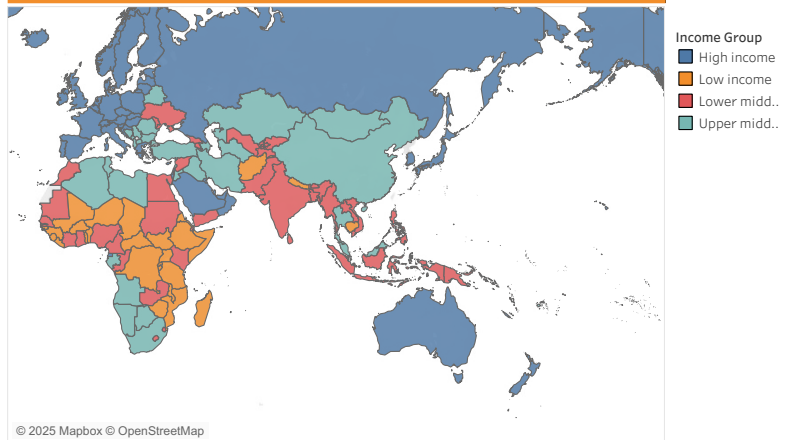 Income Group
High income
Low income
Lower midd..
Upper midd..
© 2025 Mapbox © OpenStreetMap